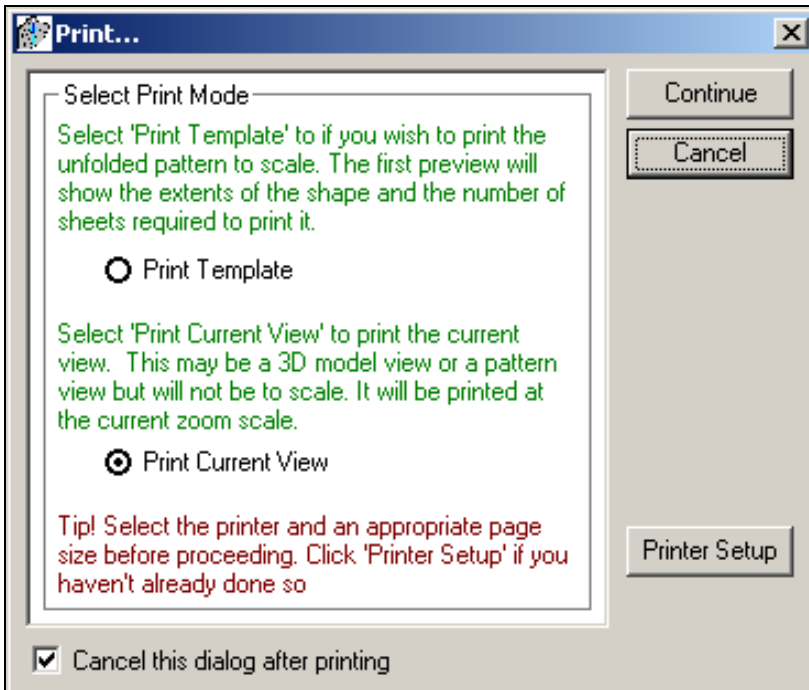 Print...
Select Print Mode
Continue
Select 'Print Template' to if you wish to print the
unfolded pattern to scale. The first preview will
show the extents of the shape and the number of
sheets required to print it.
Cancel
Print Template
Select 'Print Current View' to print the current
view.  This may be a 3D model view or a pattern
view but will not be to scale. It will be printed at
the current zoom scale.
Print Current View
Tip! Select the printer and an appropriate page
size before proceeding. Click 'Printer Setup' if you
haven't already done so
Printer Setup
Cancel this dialog after printing